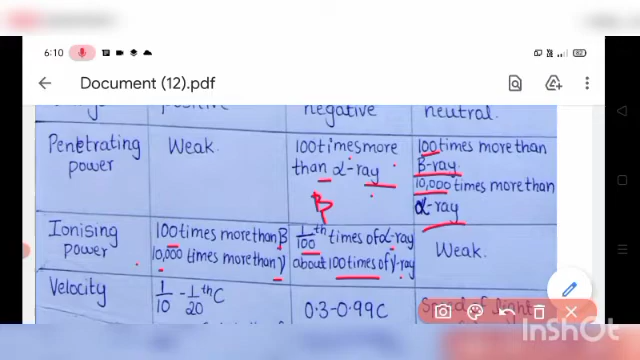 6:10
Document (12).pdf
negative
neutral.
Penetrating power
Weak
100 times more than α-ray
100 times more than β-ray
10,000 times more than α-ray
β
Ionising power
100 times more than β
10,000 times more than γ
1/100 th times of α-ray
about 100 times of γ-ray
Weak.
Velocity
1/10 - 1/20 th C
0.3-0.99C
Speed of light
InShOt